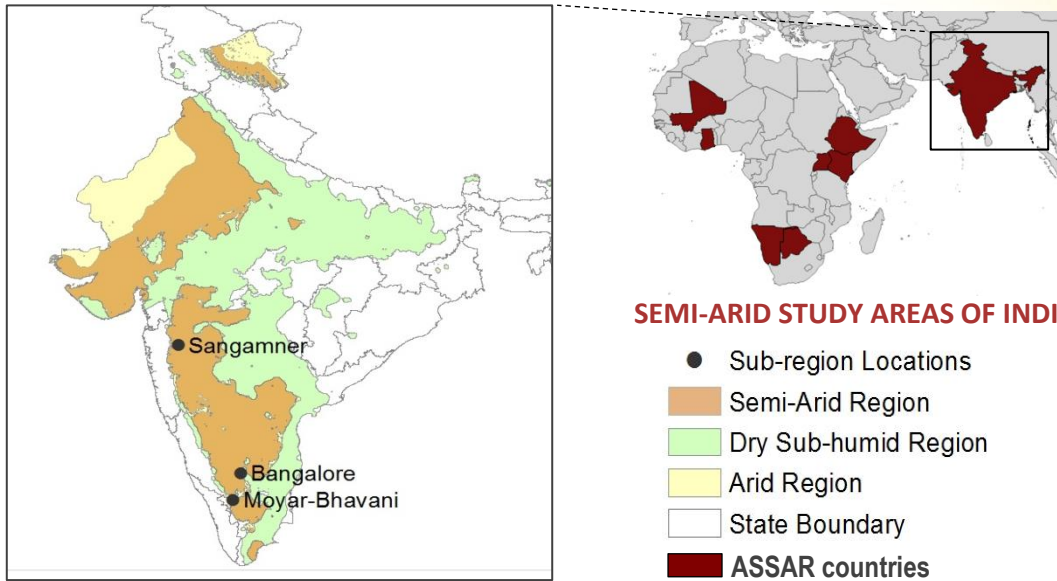 Sangamner
Bangalore
Moyar-Bhavani
SEMI-ARID STUDY AREAS OF INDI
Sub-region Locations
Semi-Arid Region
Dry Sub-humid Region
Arid Region
State Boundary
ASSAR countries